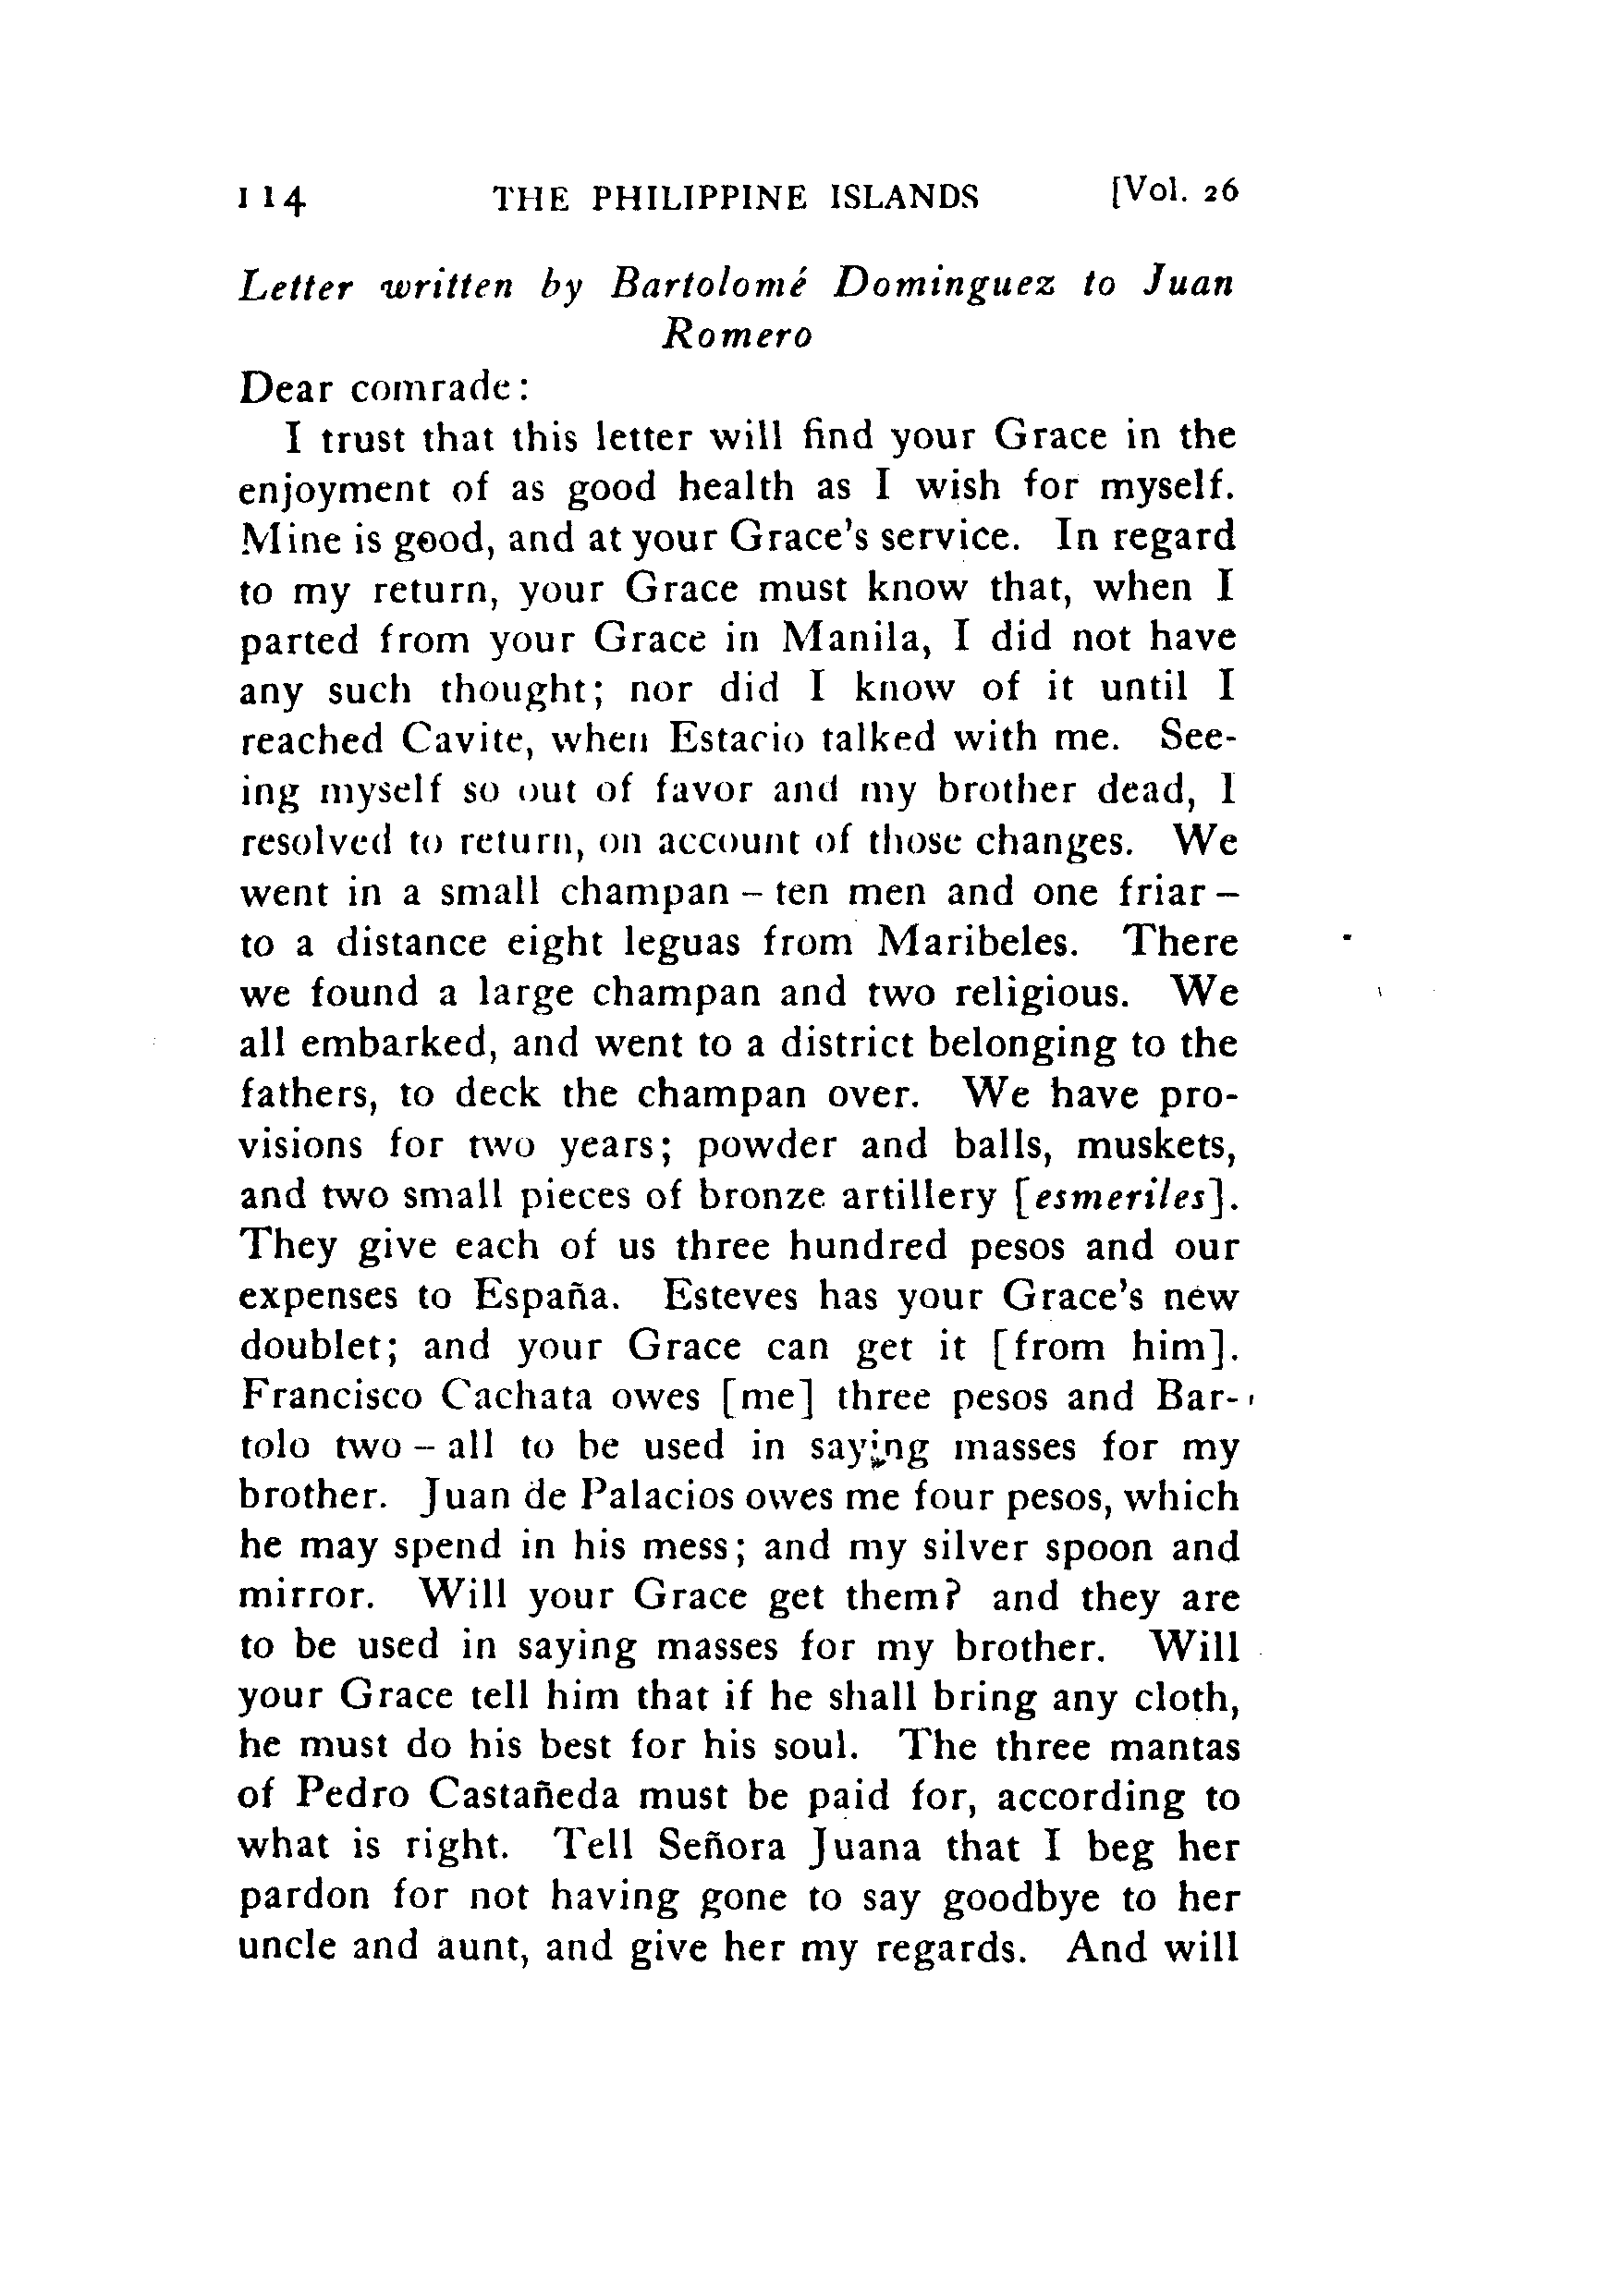 114 THE PHILIPPINE ISLANDS [Vol. 26
Letter written by Bartolomé Dominguez to Juan
Romero
Dear comrade:
I trust that this letter will find your Grace in the
enjoyment of as good health as I wish for myself.
Mine is good, and at your Grace's service. In regard
to my return, your Grace must know that, when I
parted from your Grace in Manila, I did not have
any such thought; nor did I know of it until I
reached Cavite, when Estacio talked with me. See-
ing myself so out of favor and my brother dead, I
resolved to return, on account of those changes. We
went in a small champan – ten men and one friar –
to a distance eight leguas from Maribeles. There
we found a large champan and two religious. We
all embarked, and went to a district belonging to the
fathers, to deck the champan over. We have pro-
visions for two years; powder and balls, muskets,
and two small pieces of bronze artillery [esmeriles].
They give each of us three hundred pesos and our
expenses to España. Esteves has your Grace's new
doublet; and your Grace can get it [from him].
Francisco Cachata owes [me] three pesos and Bar-
tolo two – all to be used in saying masses for my
brother. Juan de Palacios owes me four pesos, which
he may spend in his mess; and my silver spoon and
mirror. Will your Grace get them? and they are
to be used in saying masses for my brother. Will
your Grace tell him that if he shall bring any cloth,
he must do his best for his soul. The three mantas
of Pedro Castañeda must be paid for, according to
what is right. Tell Señora Juana that I beg her
pardon for not having gone to say goodbye to her
uncle and aunt, and give her my regards. And will